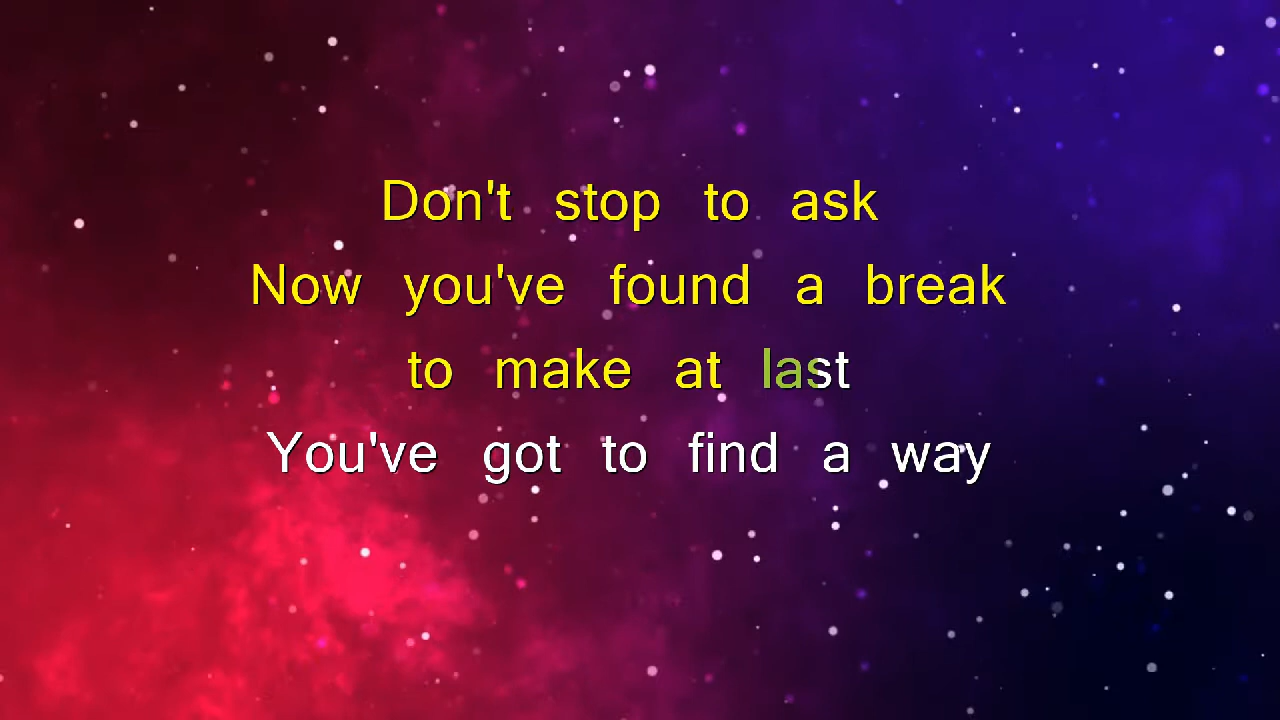 Don't stop to ask
Now you've found a break
to make at last
You've got to find a way